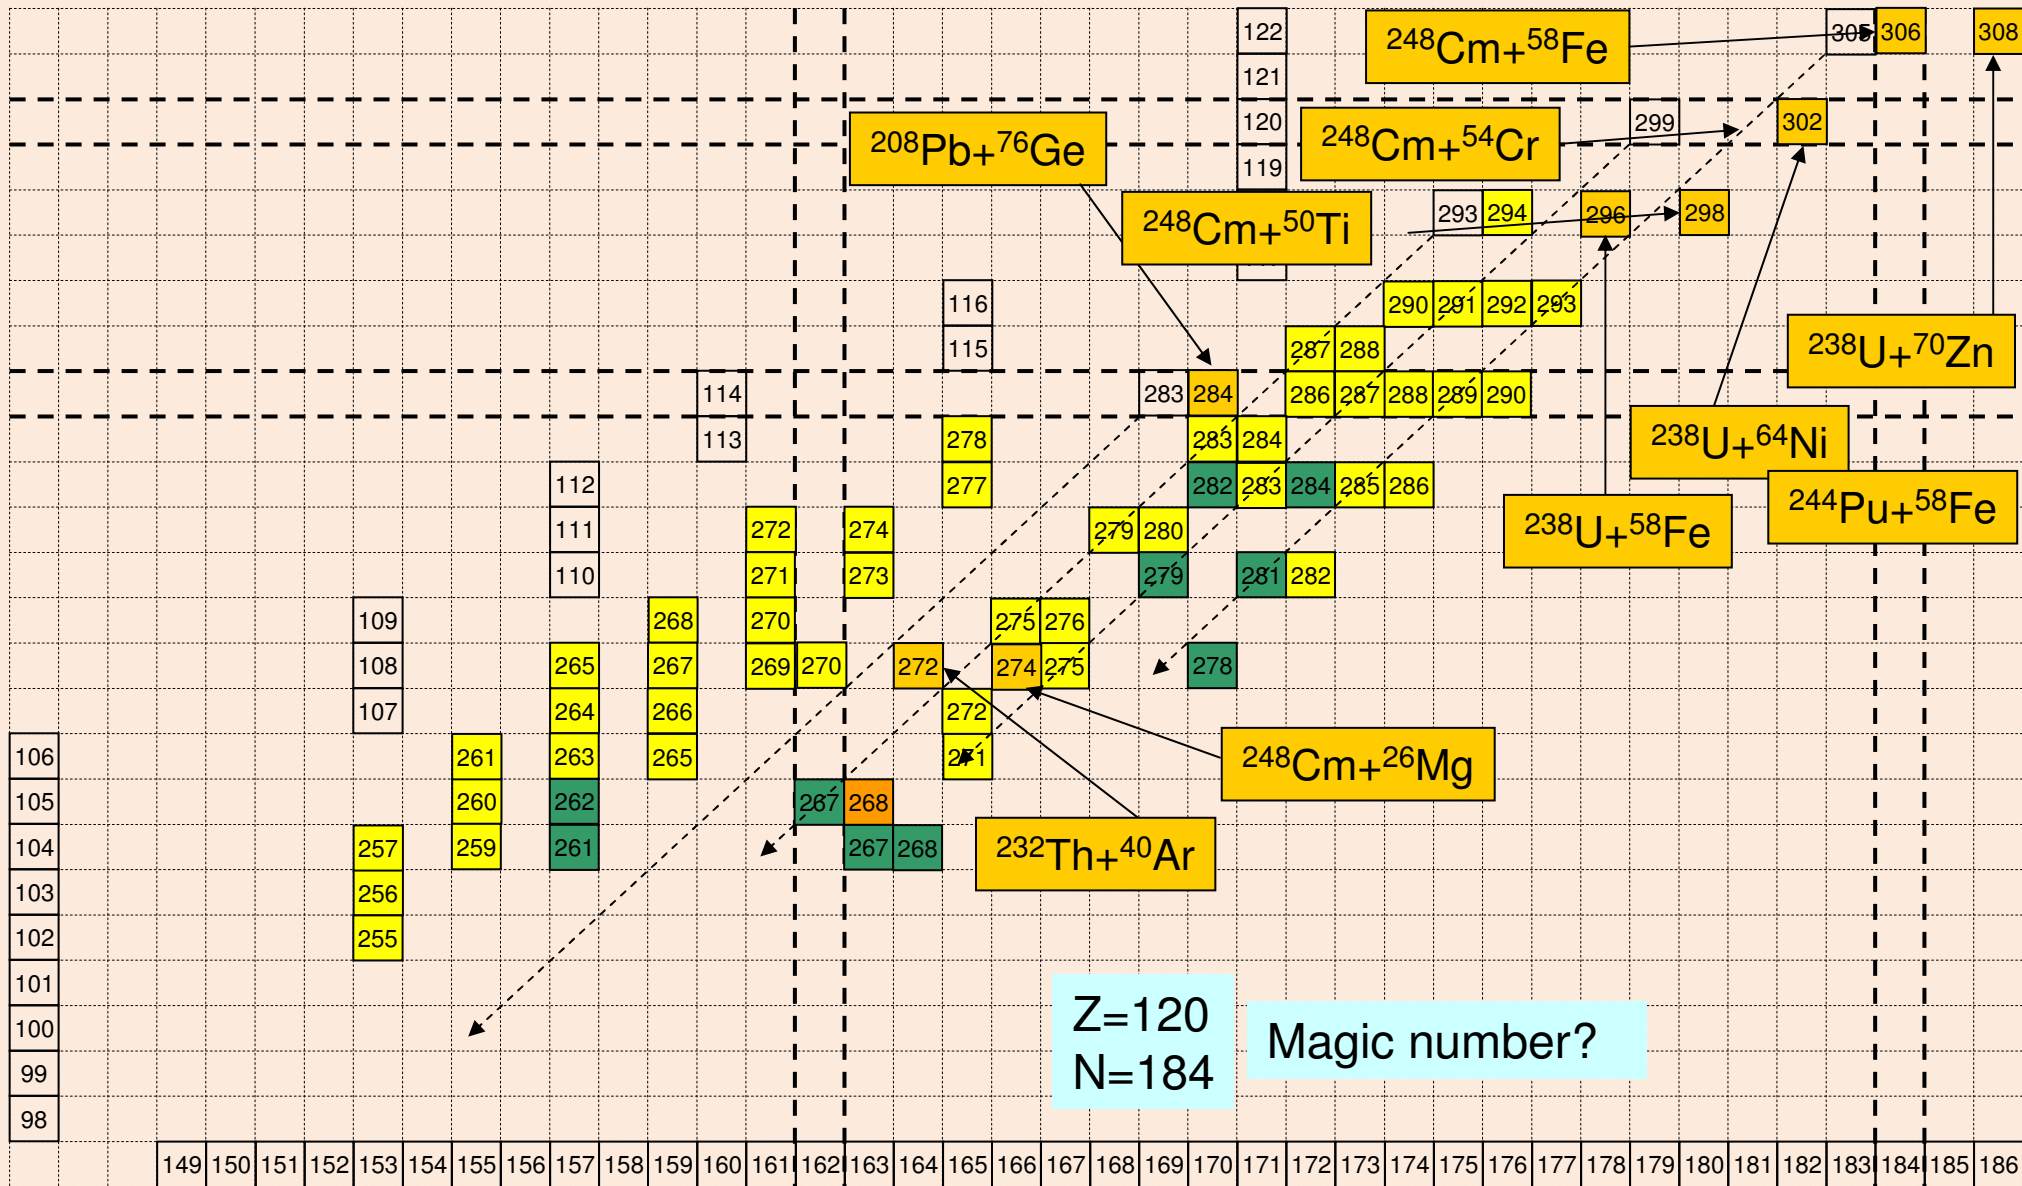 122 ²⁴⁸Cm+⁵⁸Fe 305 306 308
121
120 ²⁰⁸Pb+⁷⁶Ge ²⁴⁸Cm+⁵⁴Cr 299 302
119
²⁴⁸Cm+⁵⁰Ti 293 294 296 298
116 290 291 292 293
115 287 288 ²³⁸U+⁷⁰Zn
114 283 284 286 287 288 289 290
113 278 283 284 ²³⁸U+⁶⁴Ni
112 277 282 283 284 285 286
111 272 274 279 280 ²³⁸U+⁵⁸Fe ²⁴⁴Pu+⁵⁸Fe
110 271 273 279 281 282
109 268 270 275 276
108 265 267 269 270 272 274 275 278
107 264 266 272
106 261 263 265 271 ²⁴⁸Cm+²⁶Mg
105 260 262 267 268
104 257 259 261 267 268 ²³²Th+⁴⁰Ar
103 256
102 255
101
100
99
98
Z=120
N=184
Magic number?
149 150 151 152 153 154 155 156 157 158 159 160 161 162 163 164 165 166 167 168 169 170 171 172 173 174 175 176 177 178 179 180 181 182 183 184 185 186